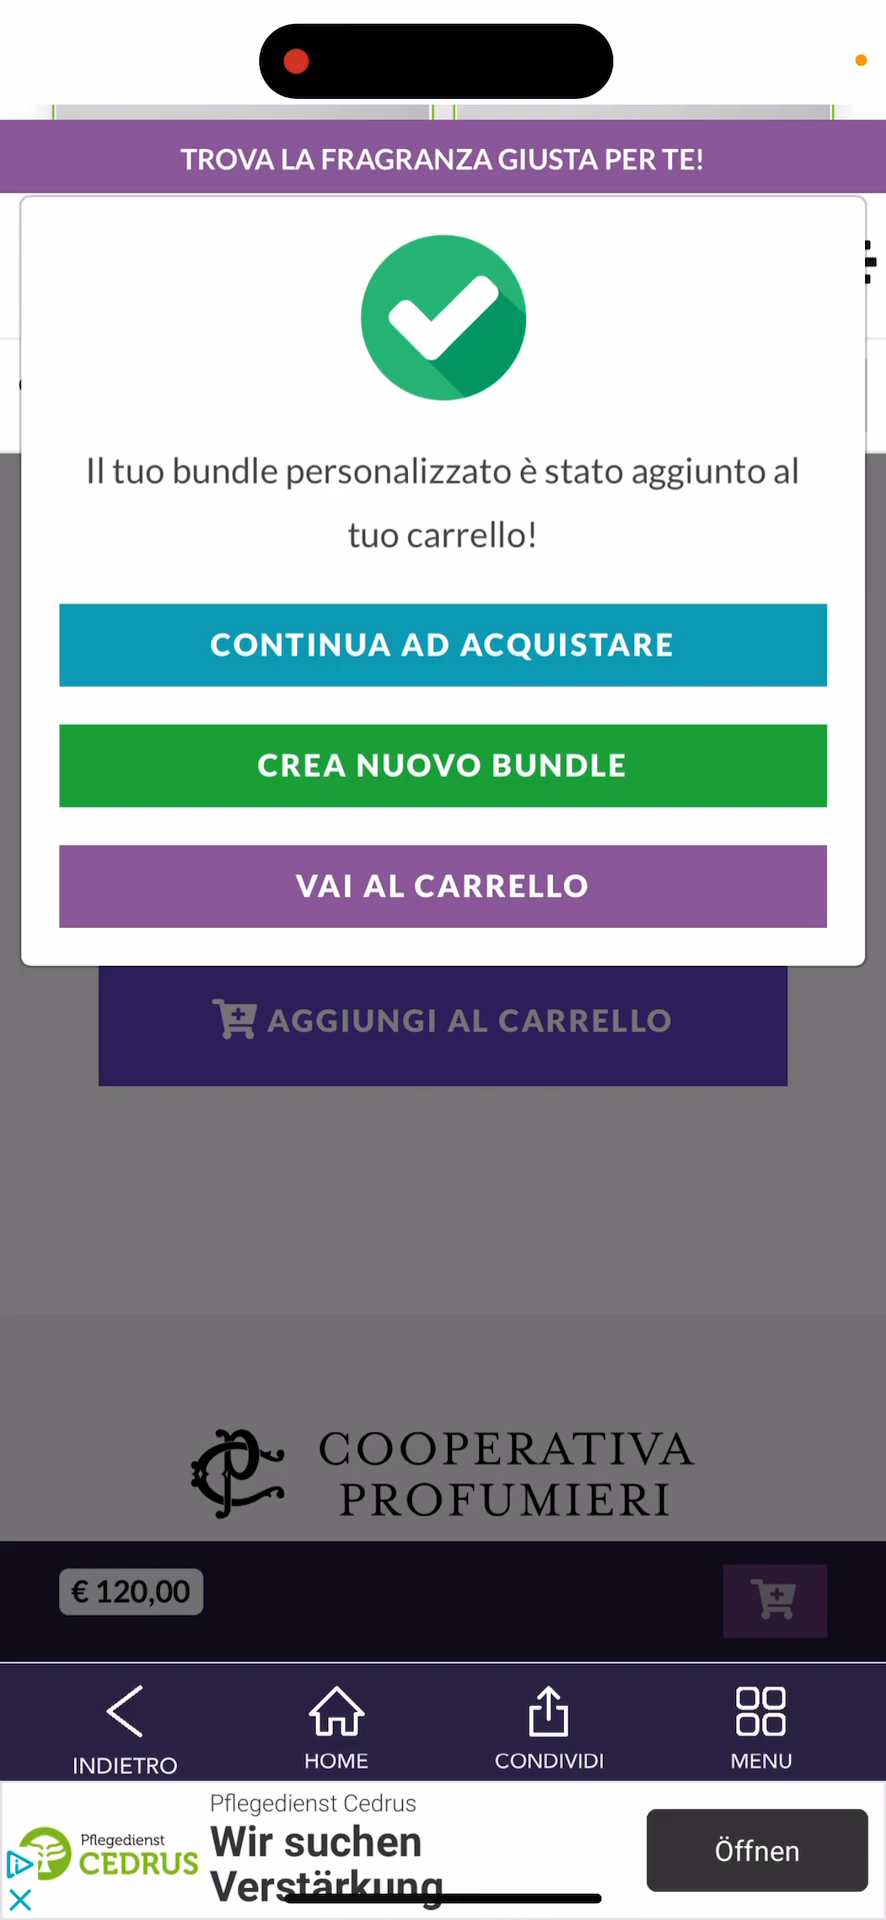 TROVA LA FRAGRANZA GIUSTA PER TE!
Il tuo bundle personalizzato è stato aggiunto al
tuo carrello!
CONTINUA AD ACQUISTARE
CREA NUOVO BUNDLE
VAI AL CARRELLO
AGGIUNGI AL CARRELLO
COOPERATIVA
PROFUMIERI
€ 120,00
INDIETRO
HOME
CONDIVIDI
MENU
Pflegedienst
CEDRUS
Pflegedienst Cedrus
Wir suchen
Verstärkung
Öffnen